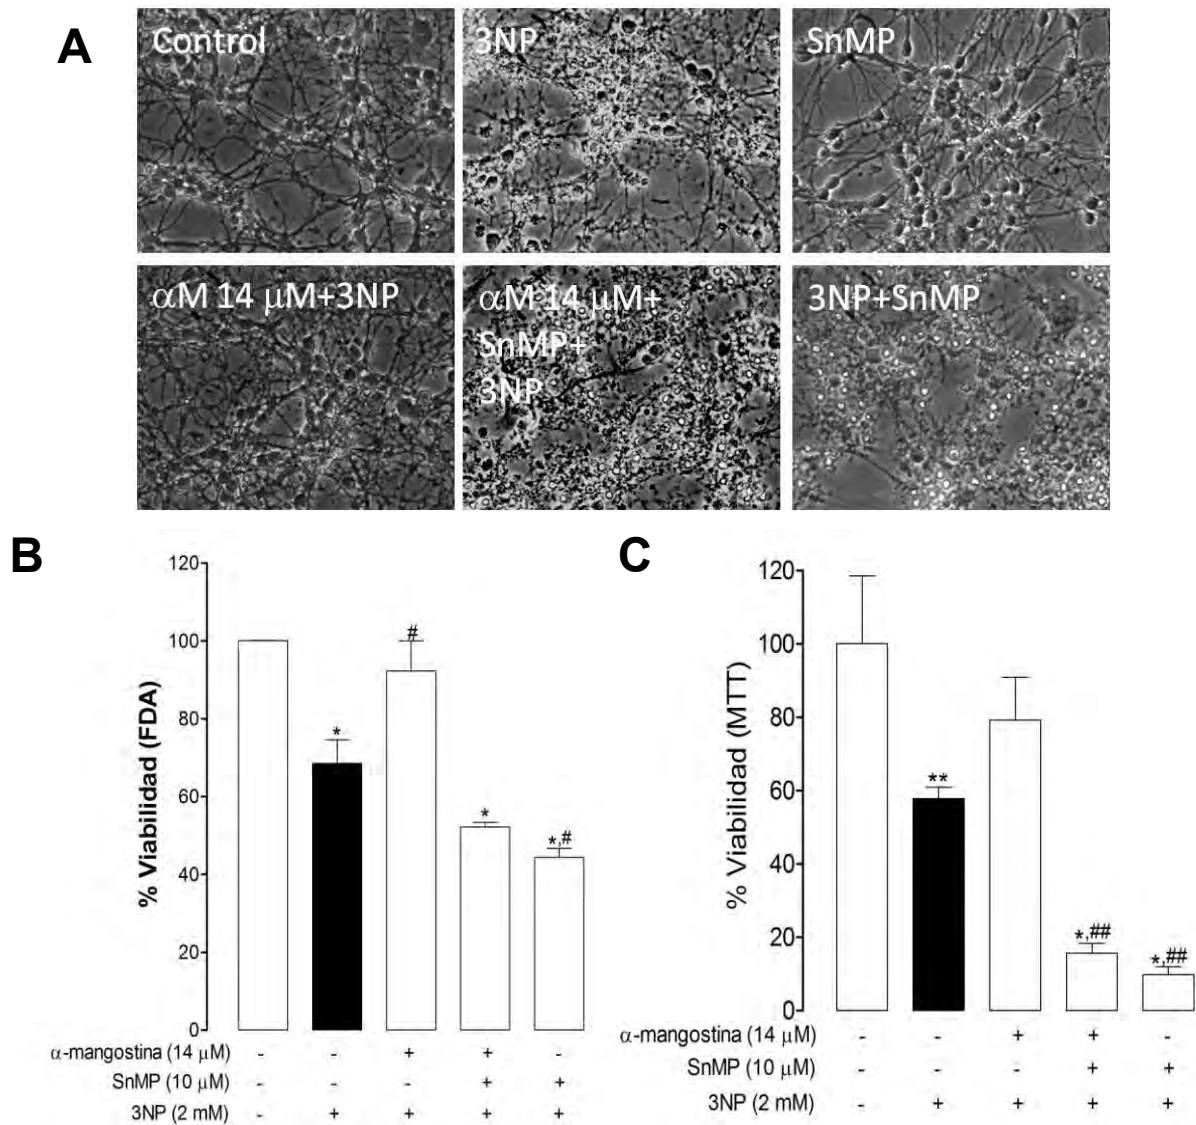 A
Control
3NP
SnMP
αM 14 μM+3NP
αM 14 μM+
SnMP+
3NP
3NP+SnMP
B
% Viabilidad (FDA)
120
100
80
60
40
20
0
*
#
*
*,#
α-mangostina (14 μM) - - + + -
SnMP (10 μM) - - - + +
3NP (2 mM) - + + + +
C
% Viabilidad (MTT)
120
100
80
60
40
20
0
**
*,##
*,##
α-mangostina (14 μM) - - + + -
SnMP (10 μM) - - - + +
3NP (2 mM) - + + + +